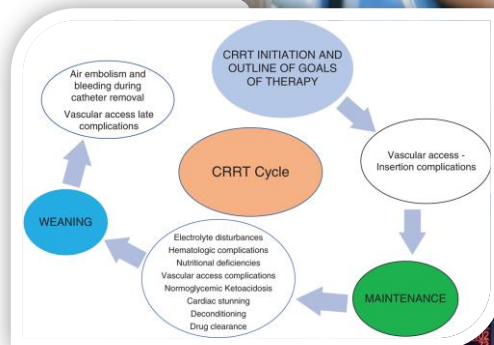 CRRT INITIATION AND
OUTLINE OF GOALS
OF THERAPY
Air embolism and
bleeding during
catheter removal
Vascular access late
complications
Vascular access -
Insertion complications
CRRT Cycle
WEANING
Electrolyte disturbances
Hematologic complications
Nutritional deficiencies
Vascular access complications
Normoglycemic Ketoacidosis
Cardiac stunning
Deconditioning
Drug clearance
MAINTENANCE